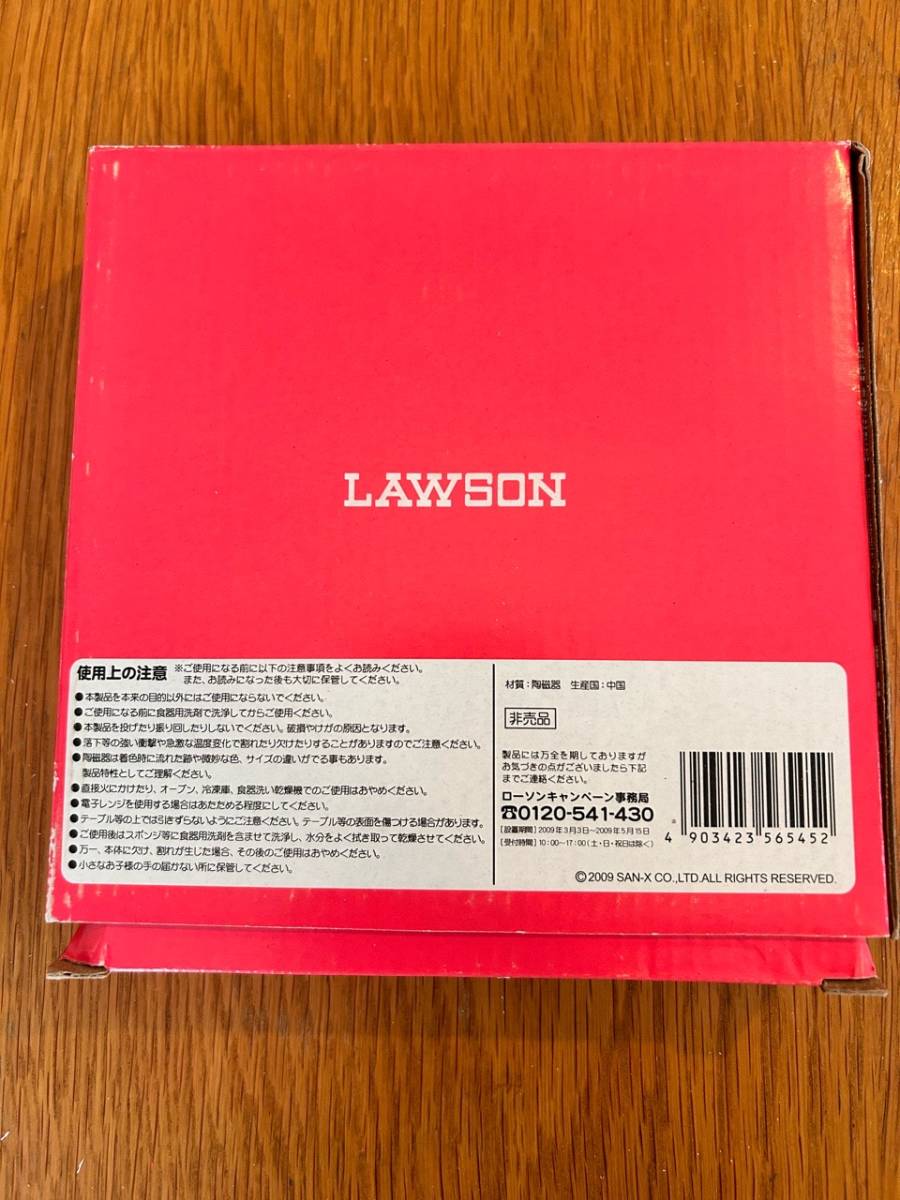 LAWSON
使用上の注意 ※ご使用になる前に以下の注意事項をよくお読みください。
また、お読みになった後も大切に保管してください。
●本製品を本来の目的以外にはご使用にならないでください。
●ご使用になる前に食器用洗剤で洗浄してからご使用ください。
●本製品を投げたり振り回したりしないでください。破損やけがの原因となります。
●落下等の強い衝撃や急激な温度変化で割れたり欠けたりすることがありますのでご注意ください。
●陶磁器は着色時に流れた跡や微妙な色、サイズの違いがでる事もあります。
製品特性としてご理解ください。
●直接火にかけたり、オーブン、冷凍庫、食器洗い乾燥機でのご使用はおやめください。
●電子レンジを使用する場合はあたためる程度にしてください。
●テーブル等の上では引きずらないようにご注意ください。テーブル等の表面を傷つける場合があります。
●ご使用後はスポンジ等に食器用洗剤を含ませて洗浄し、水分をよく拭き取って乾燥させてください。
●万一、本体に欠け、割れが生じた場合、その後のご使用はおやめください。
●小さなお子様の手の届かない所に保管してください。
材質：陶磁器 生産国：中国
非売品
製品には万全を期しておりますが
お気づきの点がございましたら下記
までご連絡ください。
ローソンキャンペーン事務局
☎0120-541-430
[設置期間] 2009年3月3日〜2009年5月15日
[受付時間] 10:00〜17:00(土・日・祝日は除く)
4 903423 565452
©2009 SAN-X CO.,LTD.ALL RIGHTS RESERVED.